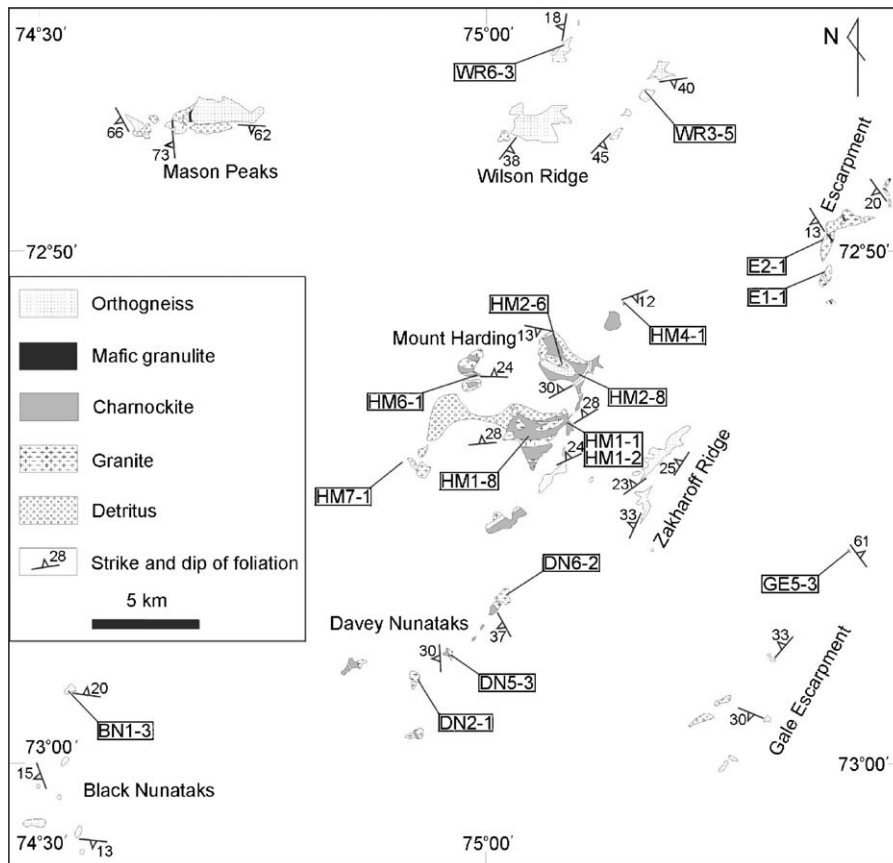 74°30′
75°00′
18
N
WR6-3
40
WR3-5
66
62
73
38
45
Mason Peaks
Wilson Ridge
Escarpment
20
13
72°50′
72°50′
E2-1
E1-1
Orthogneiss
Mafic granulite
Charnockite
Granite
Detritus
28
Strike and dip of foliation
5 km
HM2-6
12
HM4-1
Mount Harding
13
24
HM6-1
30
HM2-8
28
28
HM1-1
HM1-2
24
HM1-8
HM7-1
25
23
33
Zakharoff Ridge
61
GE5-3
DN6-2
Davey Nunataks
37
30
DN5-3
DN2-1
33
30
Gale Escarpment
20
BN1-3
73°00′
73°00′
15
Black Nunataks
74°30′
75°00′
13